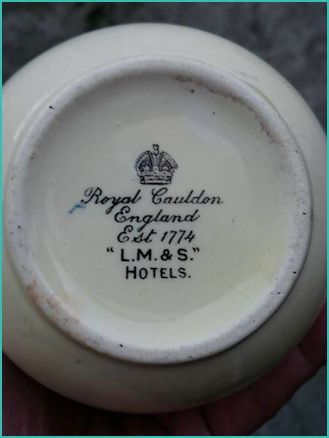 Royal Cauldon
England
Est 1774
"L.M.&S."
HOTELS.